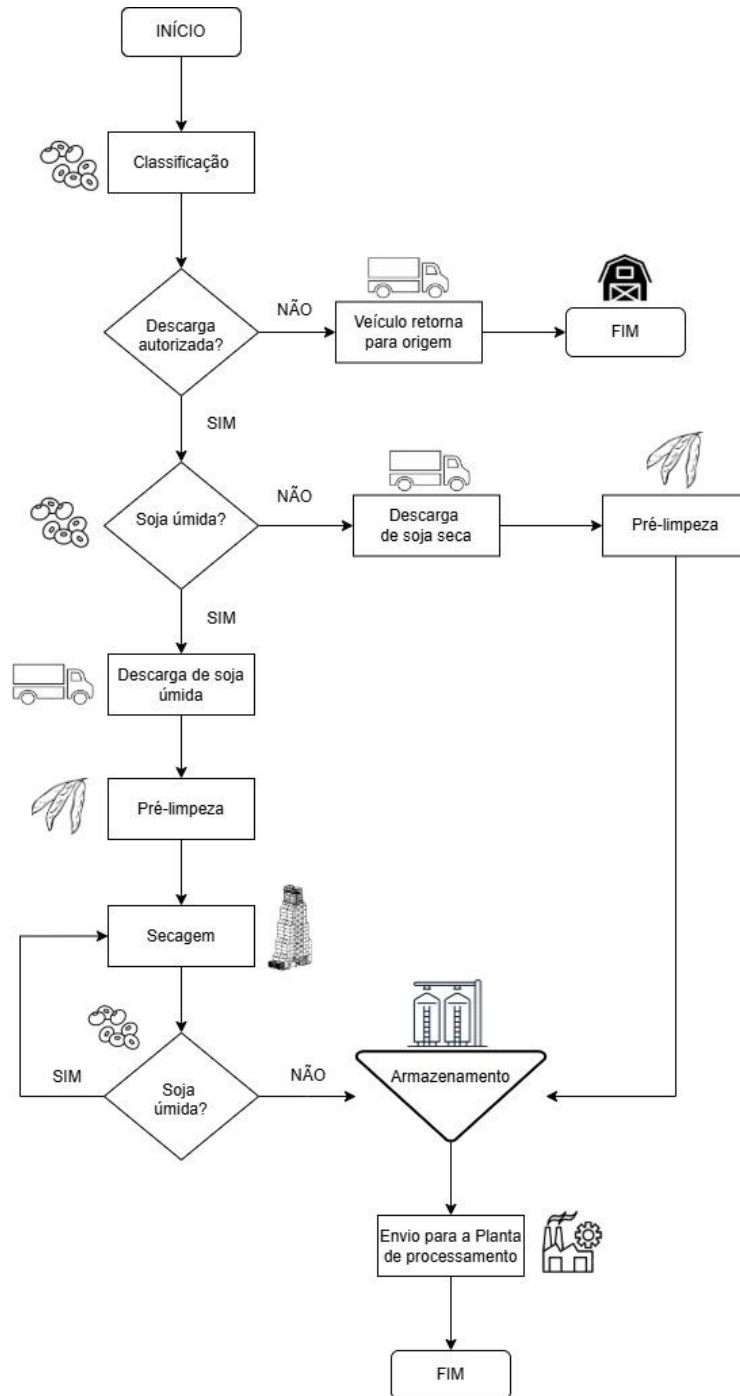 INÍCIO
Classificação
Descarga
autorizada?
NÃO
Veículo retorna
para origem
FIM
SIM
Soja úmida?
NÃO
Descarga
de soja seca
Pré-limpeza
SIM
Descarga de soja
úmida
Pré-limpeza
Secagem
SIM
Soja
úmida?
NÃO
Armazenamento
Envio para a Planta
de processamento
FIM